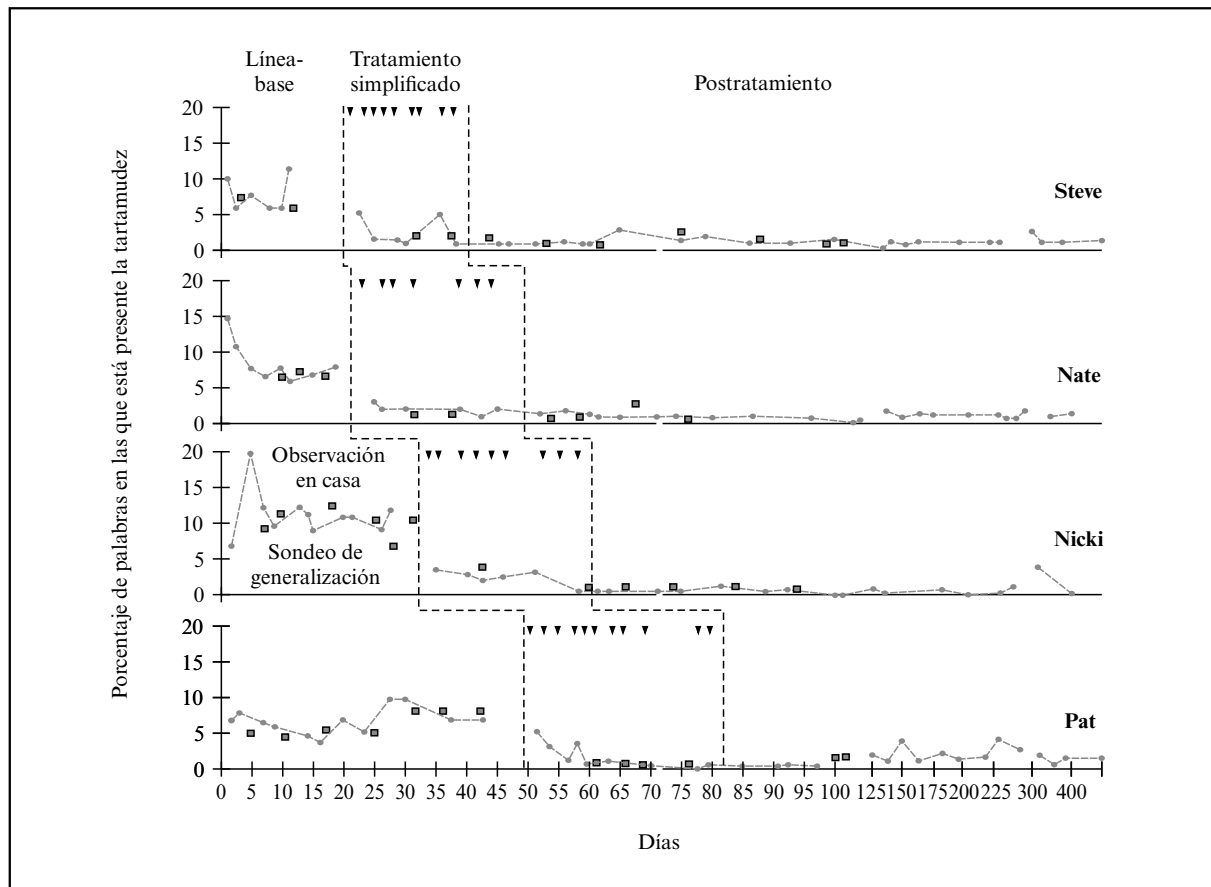 Línea-
base
Tratamiento
simplificado
Postratamiento
Porcentaje de palabras en las que está presente la tartamudez
20
15
10
5
0
Steve
20
15
10
5
0
Nate
20
15
10
5
0
Observación
en casa
Sondeo de
generalización
Nicki
20
15
10
5
0
Pat
0 5 10 15 20 25 30 35 40 45 50 55 60 65 70 75 80 85 90 95 100 125 150 175 200 225 300 400
Días